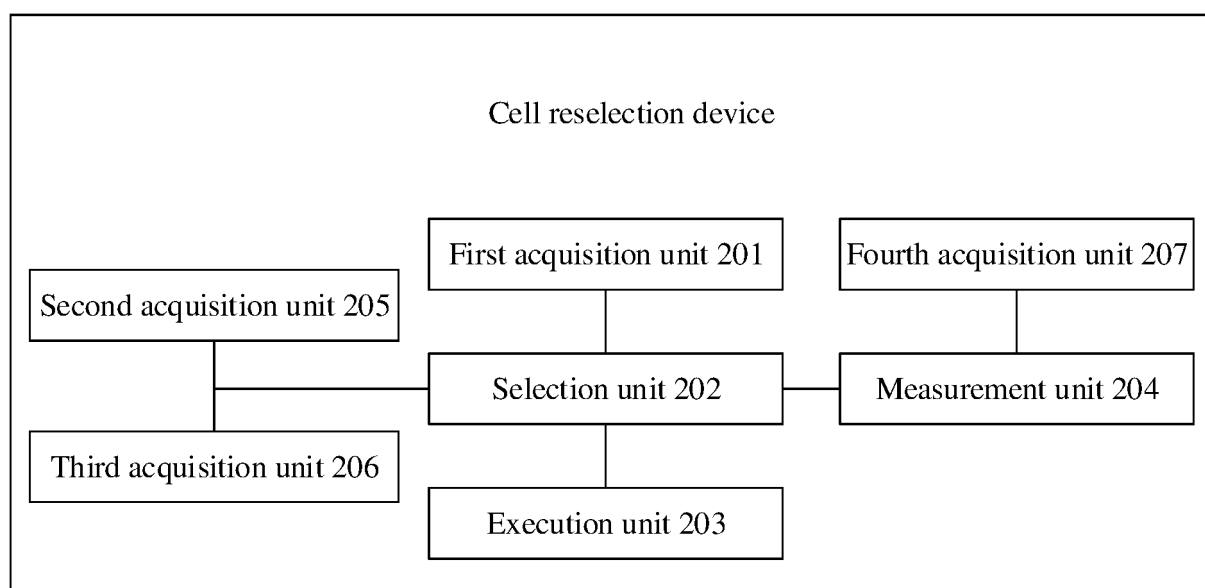 Cell reselection device
First acquisition unit 201
Fourth acquisition unit 207
Second acquisition unit 205
Selection unit 202
Measurement unit 204
Third acquisition unit 206
Execution unit 203